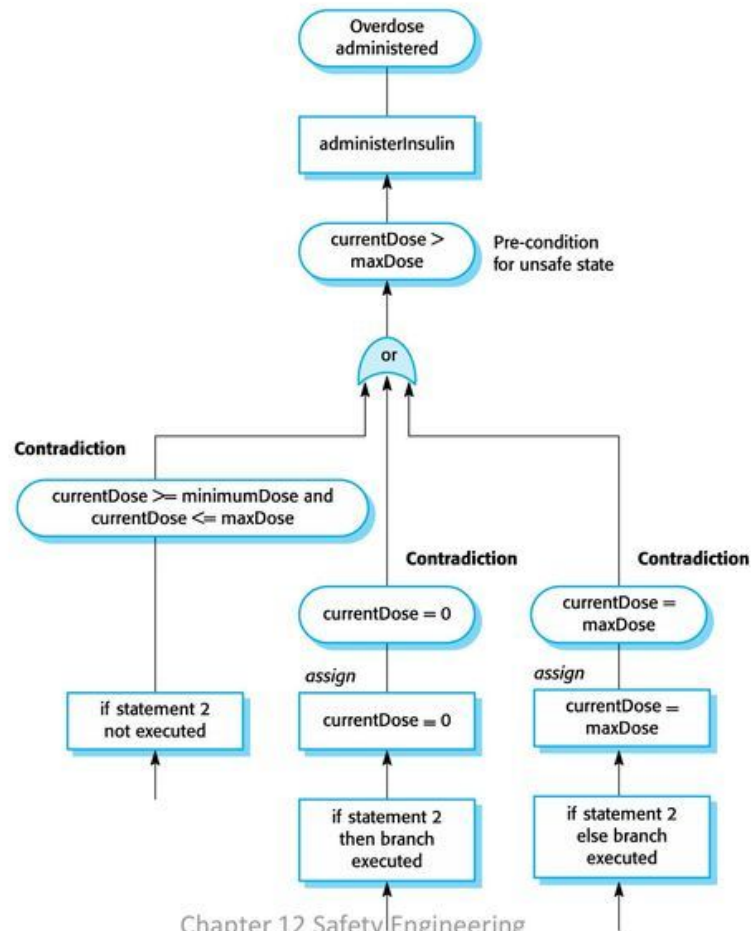 Overdose
administered
administerInsulin
currentDose >
maxDose
Pre-condition
for unsafe state
or
Contradiction
currentDose >= minimumDose and
currentDose <= maxDose
Contradiction
Contradiction
currentDose = 0
currentDose =
maxDose
assign
assign
if statement 2
not executed
currentDose = 0
currentDose =
maxDose
if statement 2
then branch
executed
if statement 2
else branch
executed
Chapter 12 Safety Engineering